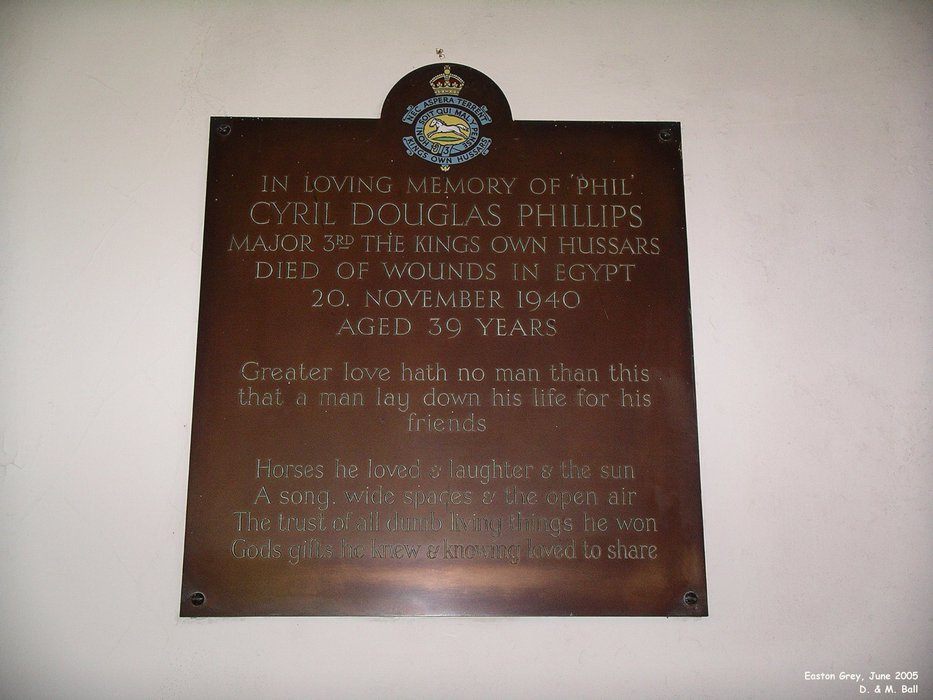 NEC ASPERA TERRENT
HONI SOIT QUI MAL Y PENSE
3
KINGS OWN HUSSARS
IN LOVING MEMORY OF 'PHIL'
CYRIL DOUGLAS PHILLIPS
MAJOR 3RD THE KINGS OWN HUSSARS
DIED OF WOUNDS IN EGYPT
20. NOVEMBER 1940
AGED 39 YEARS
Greater love hath no man than this
that a man lay down his life for his
friends
Horses he loved & laughter & the sun
A song, wide spaces & the open air
The trust of all dumb living things he won
Gods gifts he knew & knowing loved to share
Easton Grey, June 2005
D. & M. Ball